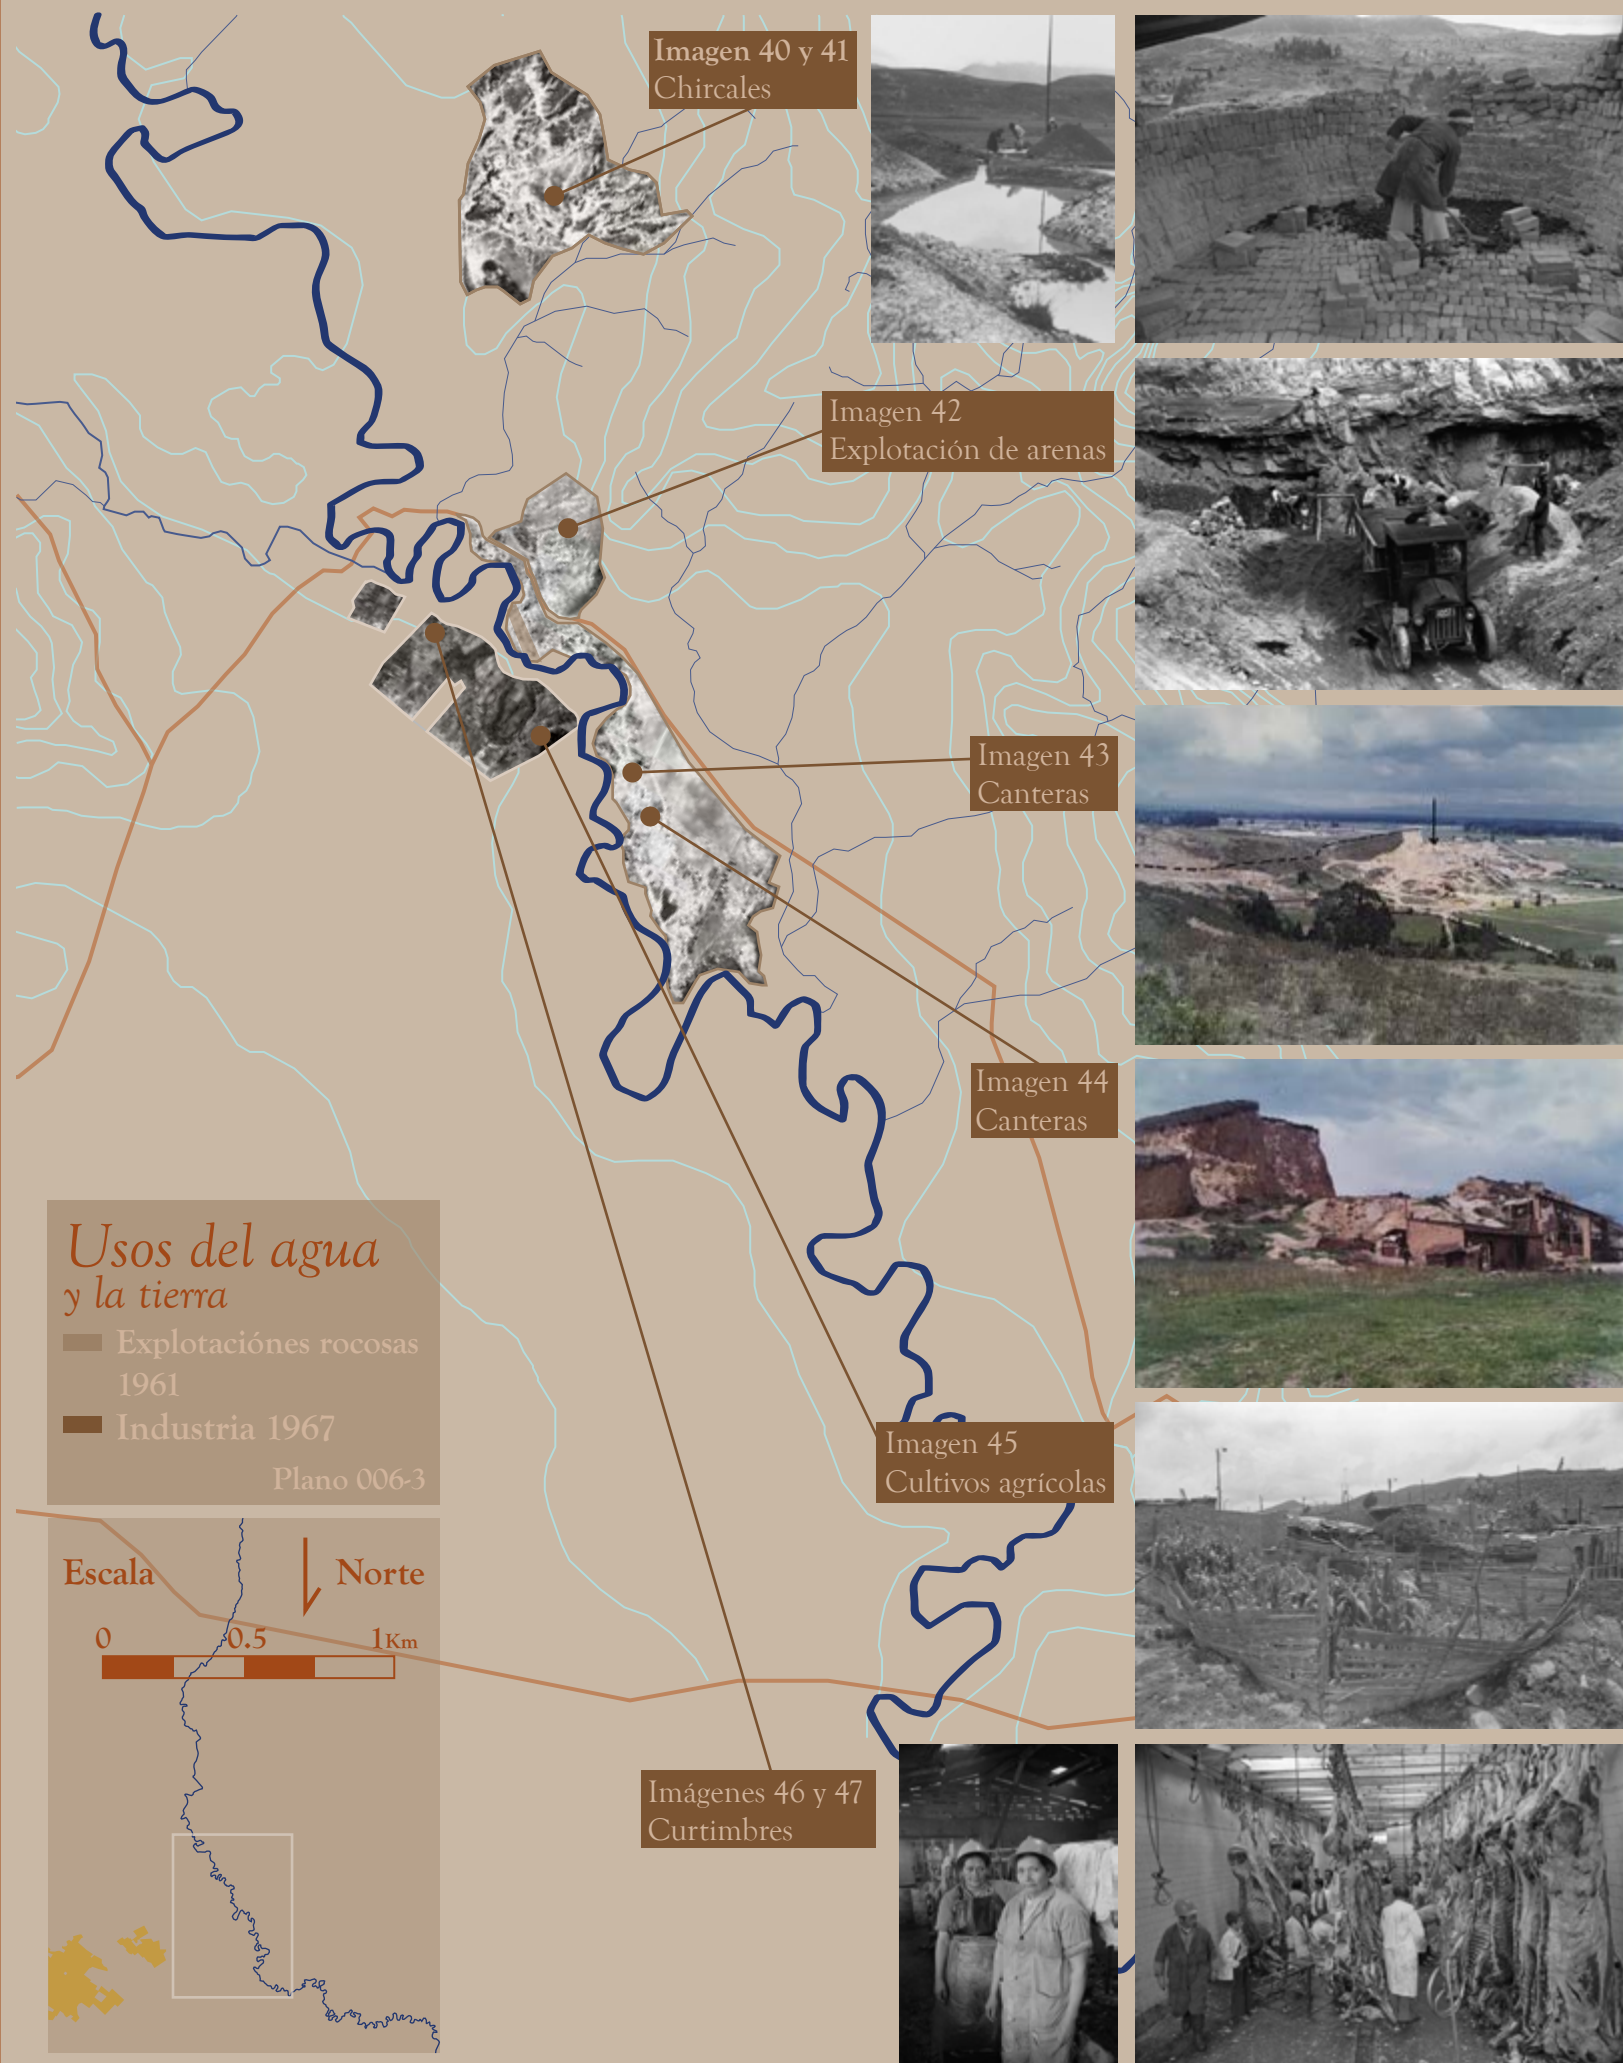 Imagen 40 y 41
Chircales
Imagen 42
Explotación de arenas
Imagen 43
Canteras
Imagen 44
Canteras
Usos del agua
y la tierra
Explotaciónes rocosas
1961
Industria 1967
Plano 006-3
Imagen 45
Cultivos agrícolas
Escala
Norte
0 0.5 1Km
Imágenes 46 y 47
Curtimbres